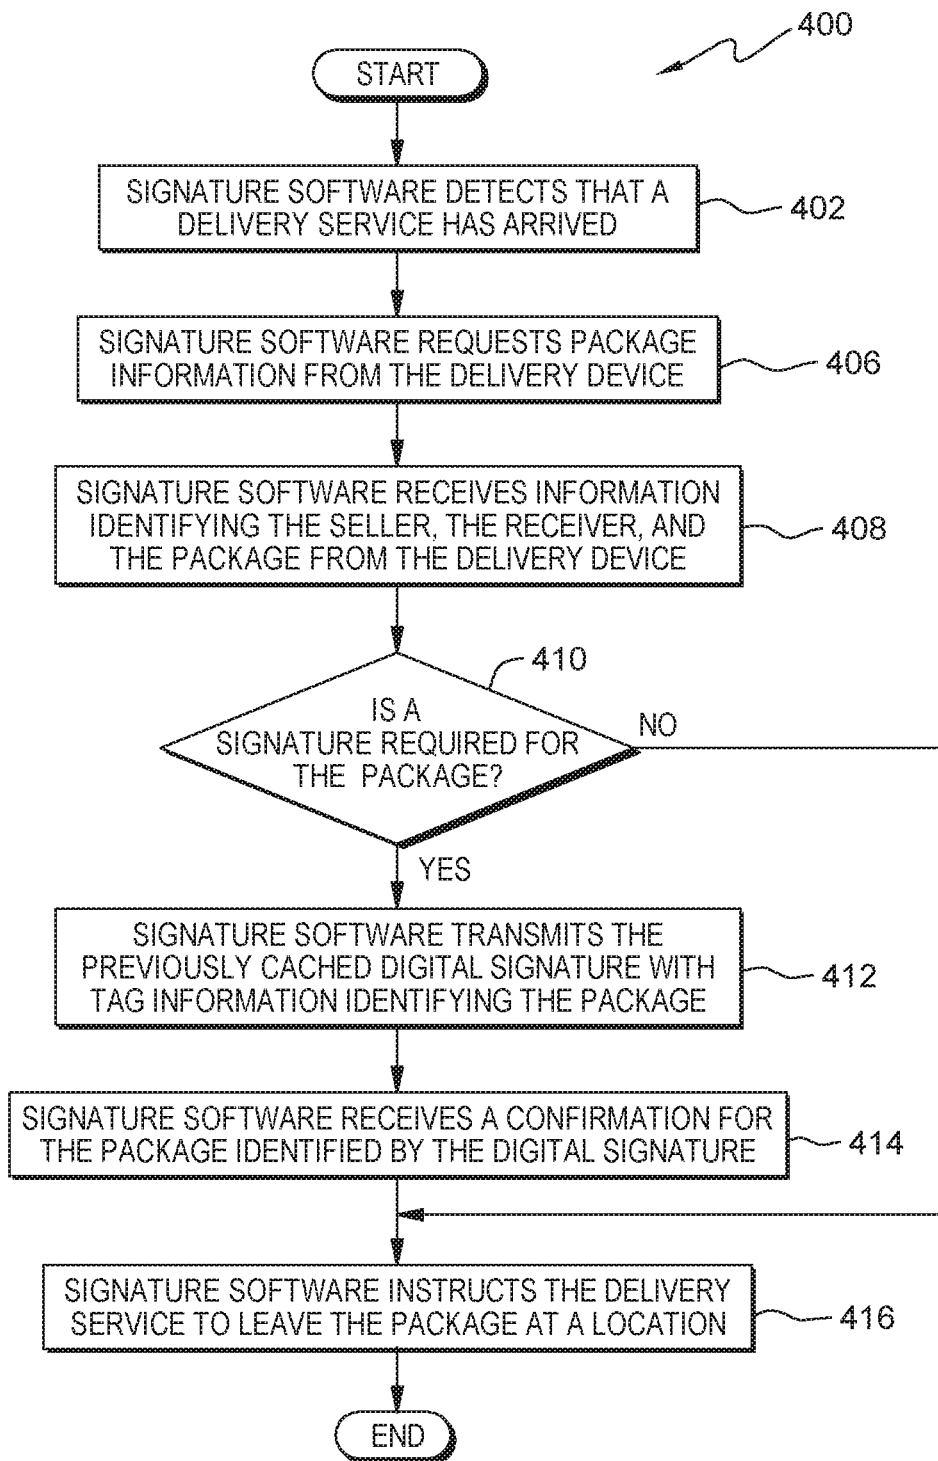 400
START
SIGNATURE SOFTWARE DETECTS THAT A
DELIVERY SERVICE HAS ARRIVED
402
SIGNATURE SOFTWARE REQUESTS PACKAGE
INFORMATION FROM THE DELIVERY DEVICE
406
SIGNATURE SOFTWARE RECEIVES INFORMATION
IDENTIFYING THE SELLER, THE RECEIVER, AND
THE PACKAGE FROM THE DELIVERY DEVICE
408
410
IS A
SIGNATURE REQUIRED FOR
THE PACKAGE?
NO
YES
SIGNATURE SOFTWARE TRANSMITS THE
PREVIOUSLY CACHED DIGITAL SIGNATURE WITH
TAG INFORMATION IDENTIFYING THE PACKAGE
412
SIGNATURE SOFTWARE RECEIVES A CONFIRMATION FOR
THE PACKAGE IDENTIFIED BY THE DIGITAL SIGNATURE
414
SIGNATURE SOFTWARE INSTRUCTS THE DELIVERY
SERVICE TO LEAVE THE PACKAGE AT A LOCATION
416
END